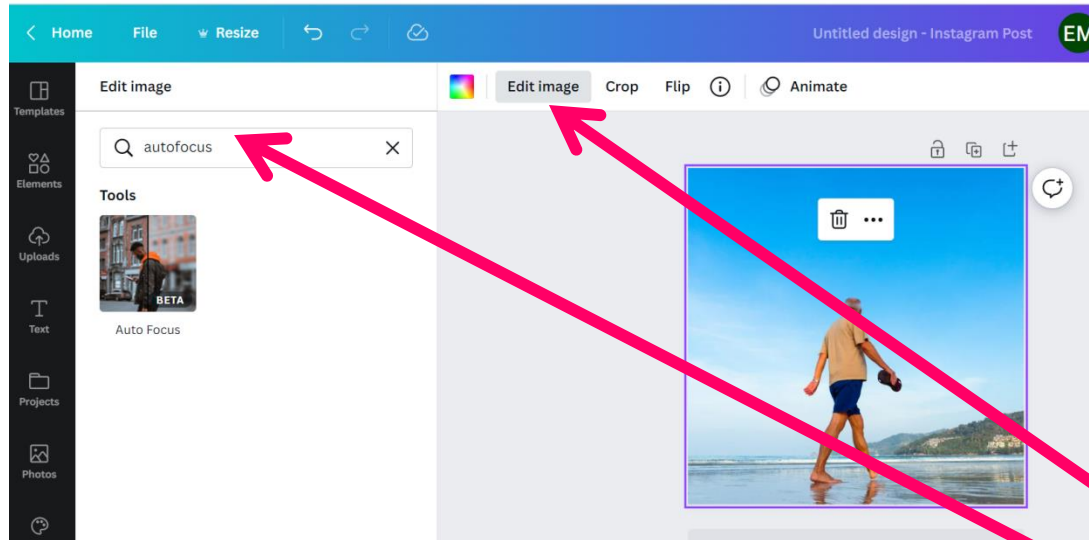 Home File Resize Untitled design - Instagram Post EM
Templates
Elements
Uploads
Text
Projects
Photos
Edit image
autofocus
Tools
BETA
Auto Focus
Edit image Crop Flip Animate